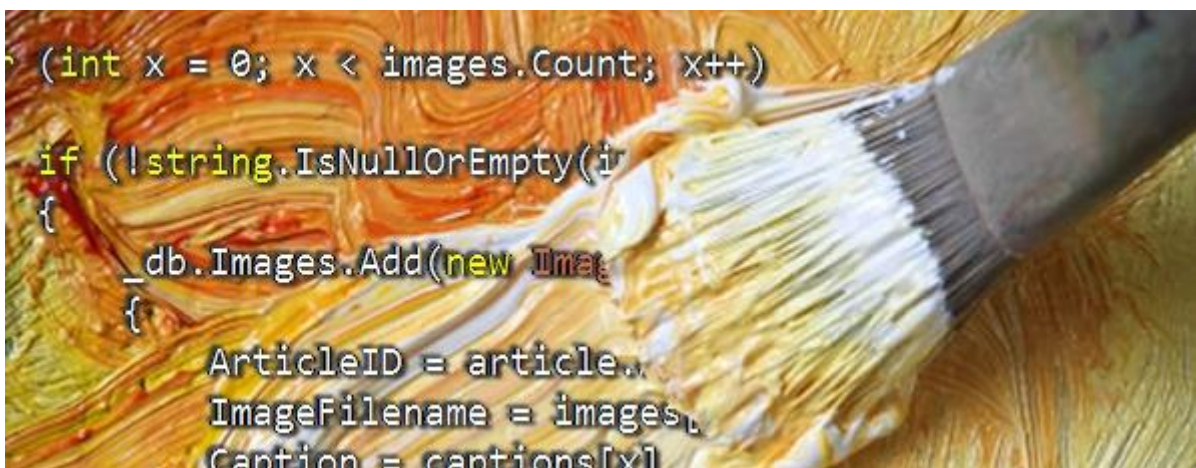 (int x = 0; x < images.Count; x++)
if (!string.IsNullOrEmpty(i
{
_db.Images.Add(new Imag
{
ArticleID = article.
ImageFilename = images[
Caption = captions[x]